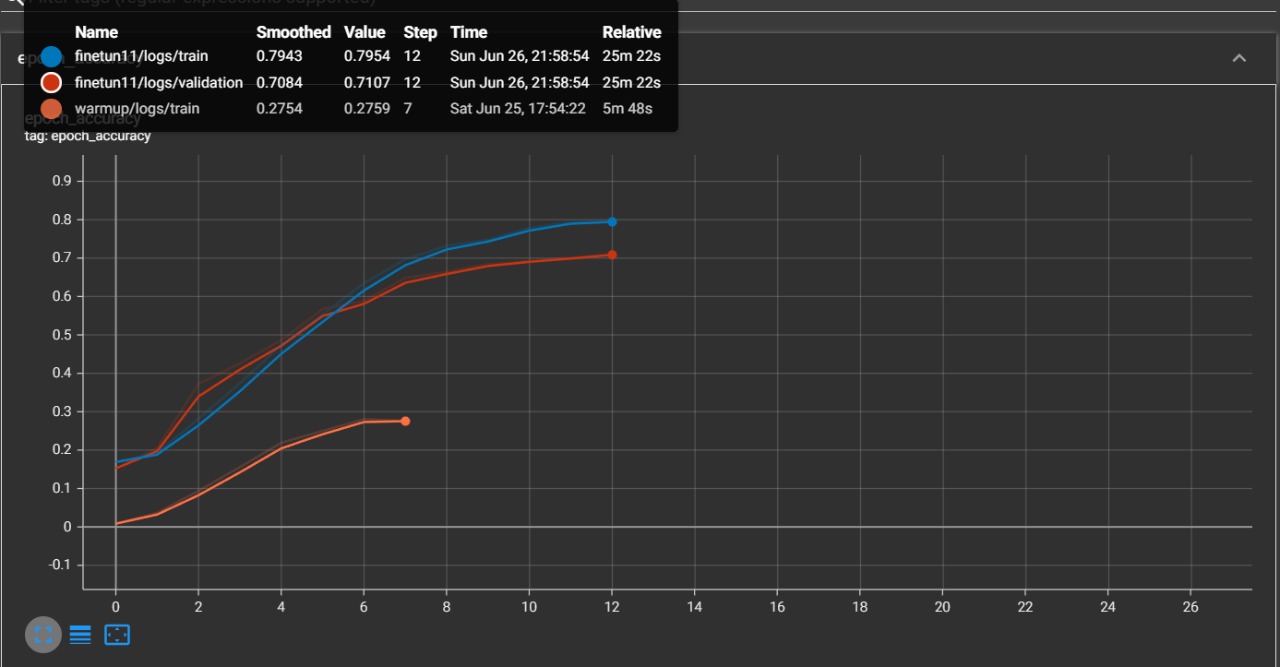 Filter tags (regular expressions supported)
Name Smoothed Value Step Time Relative
finetun11/logs/train 0.7943 0.7954 12 Sun Jun 26, 21:58:54 25m 22s
finetun11/logs/validation 0.7084 0.7107 12 Sun Jun 26, 21:58:54 25m 22s
warmup/logs/train 0.2754 0.2759 7 Sat Jun 25, 17:54:22 5m 48s
epoch_accuracy
epoch_accuracy
tag: epoch_accuracy
0.9
0.8
0.7
0.6
0.5
0.4
0.3
0.2
0.1
0
-0.1
0 2 4 6 8 10 12 14 16 18 20 22 24 26